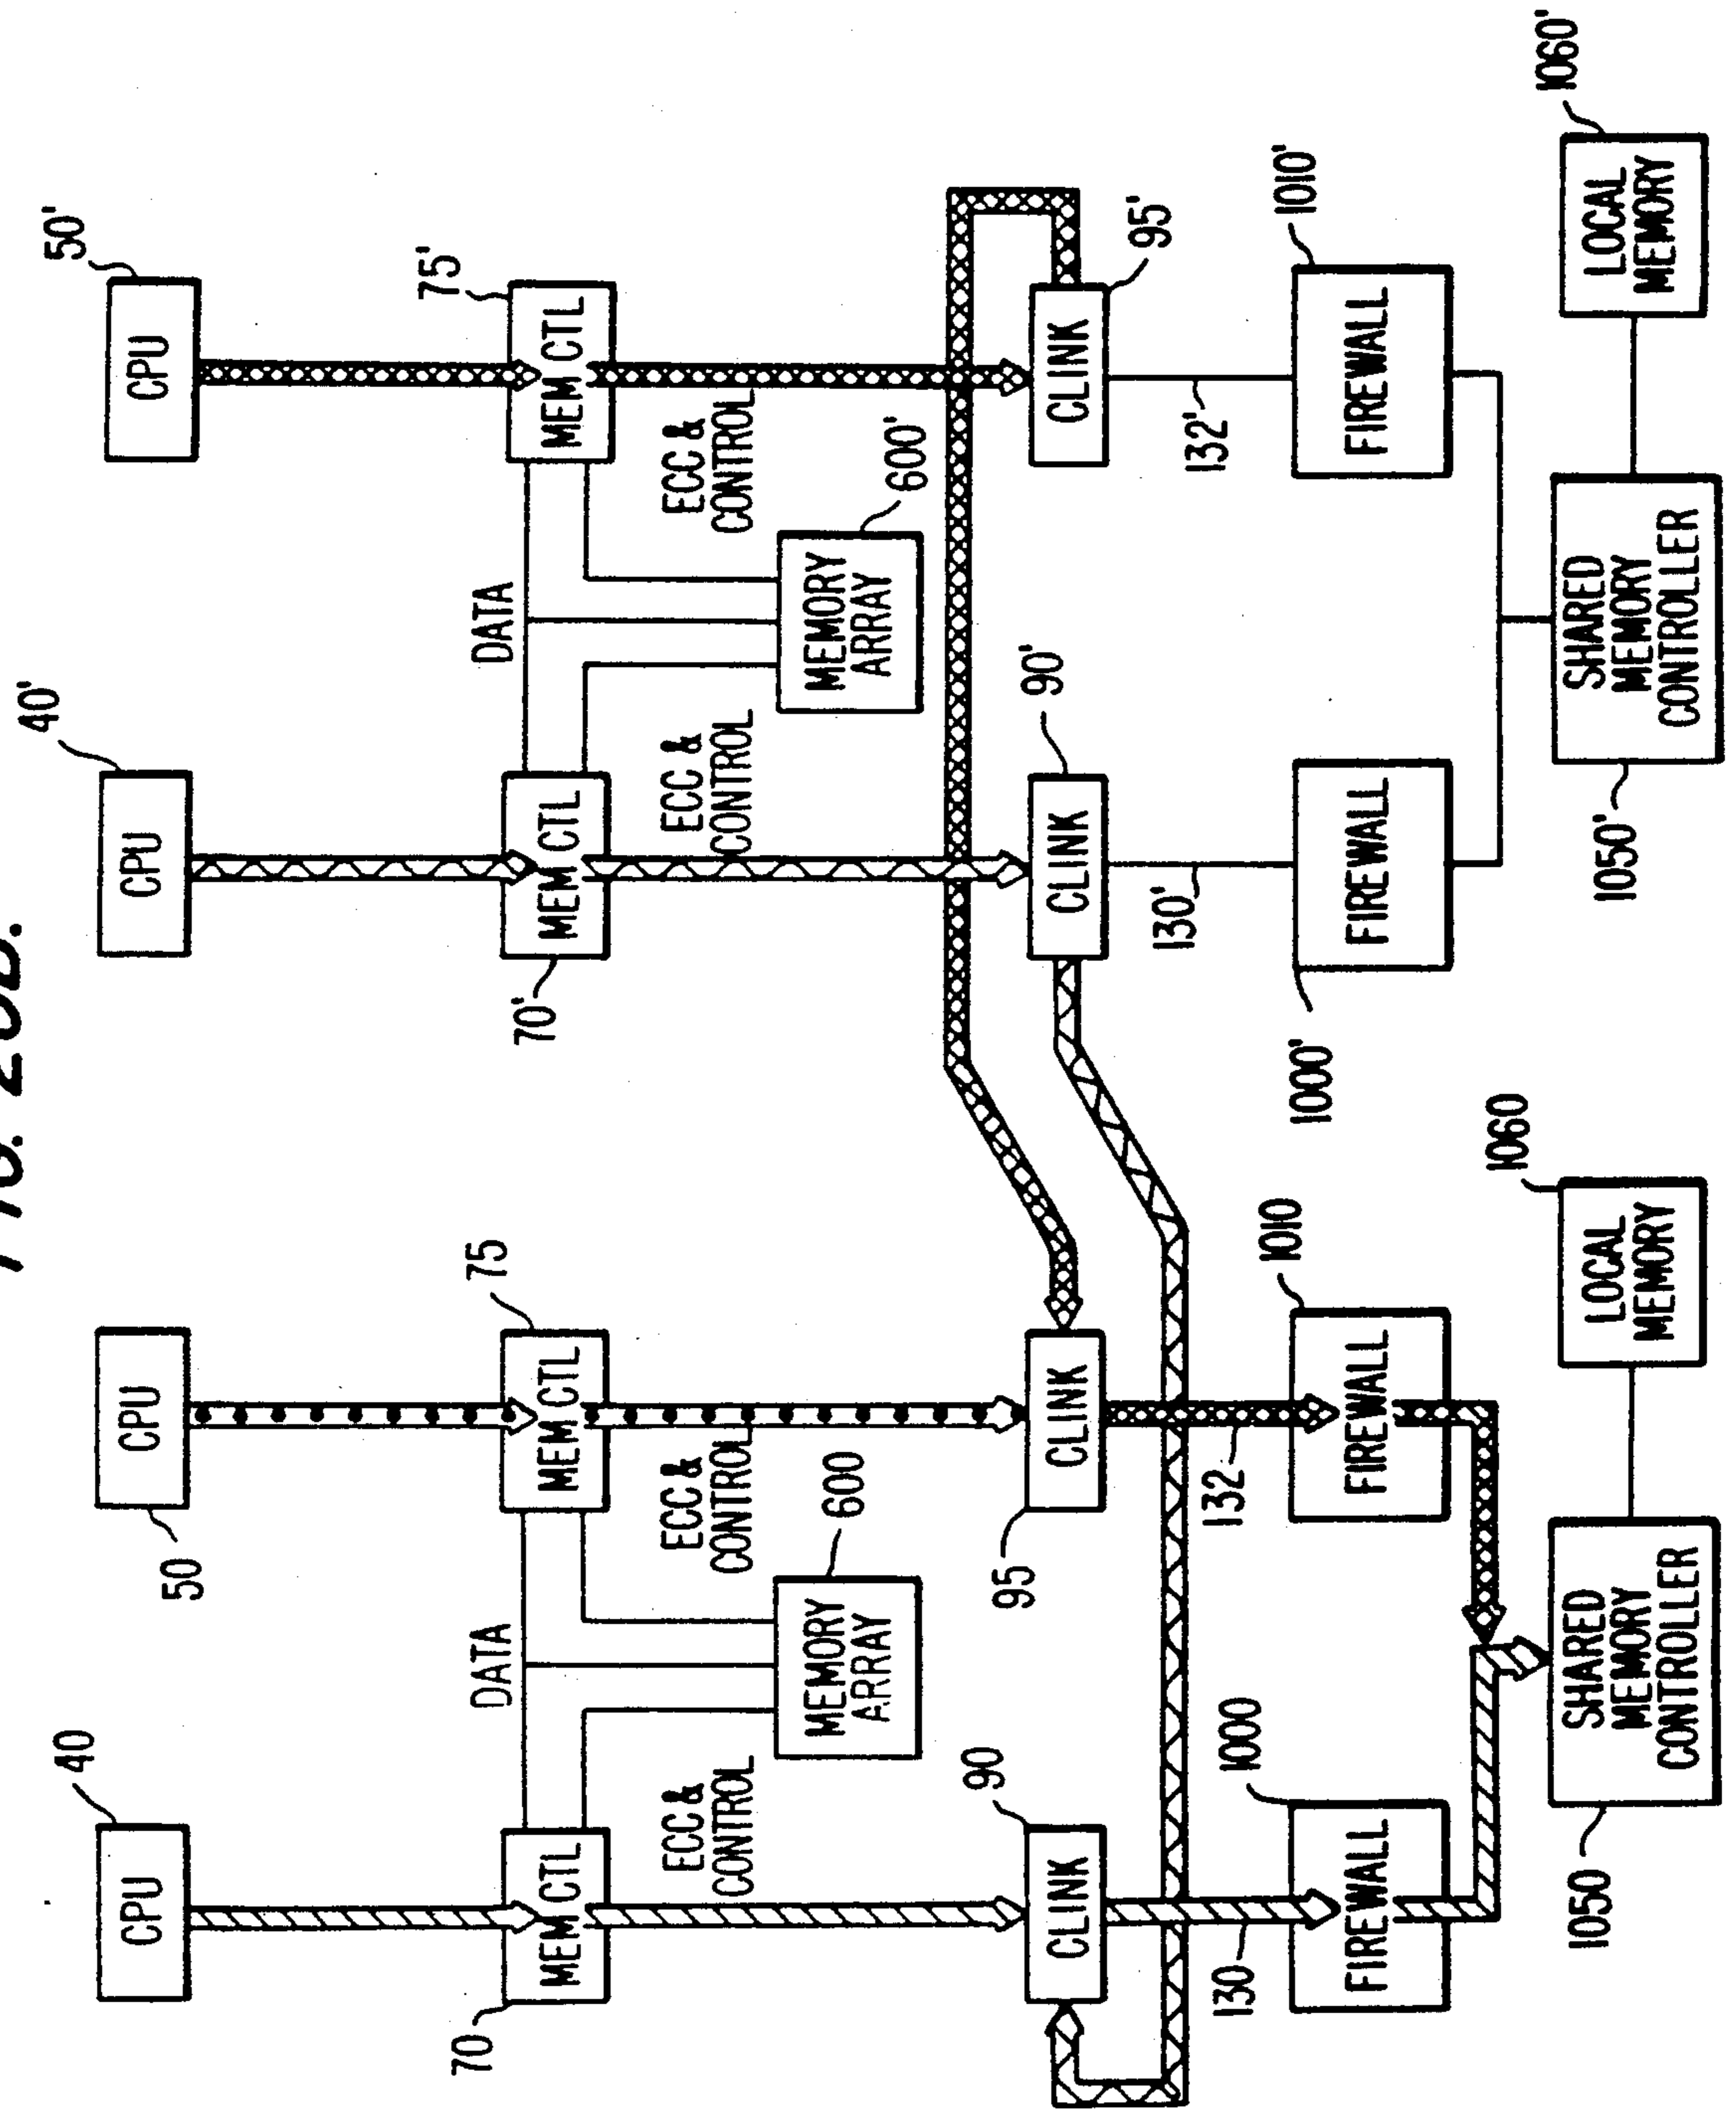 40
CPU
50
CPU
40'
CPU
50'
CPU
70
MEM CTL
DATA
75
MEM CTL
70'
MEM CTL
DATA
75'
MEM CTL
ECC &
CONTROL
ECC &
CONTROL
ECC &
CONTROL
ECC &
CONTROL
MEMORY
ARRAY
600
MEMORY
ARRAY
600'
90
CLINK
95
CLINK
90'
CLINK
95'
CLINK
130
132
130'
132'
1000
FIREWALL
1010
FIREWALL
1000'
FIREWALL
1010'
FIREWALL
1050
SHARED
MEMORY
CONTROLLER
1060
LOCAL
MEMORY
1050'
SHARED
MEMORY
CONTROLLER
1060'
LOCAL
MEMORY